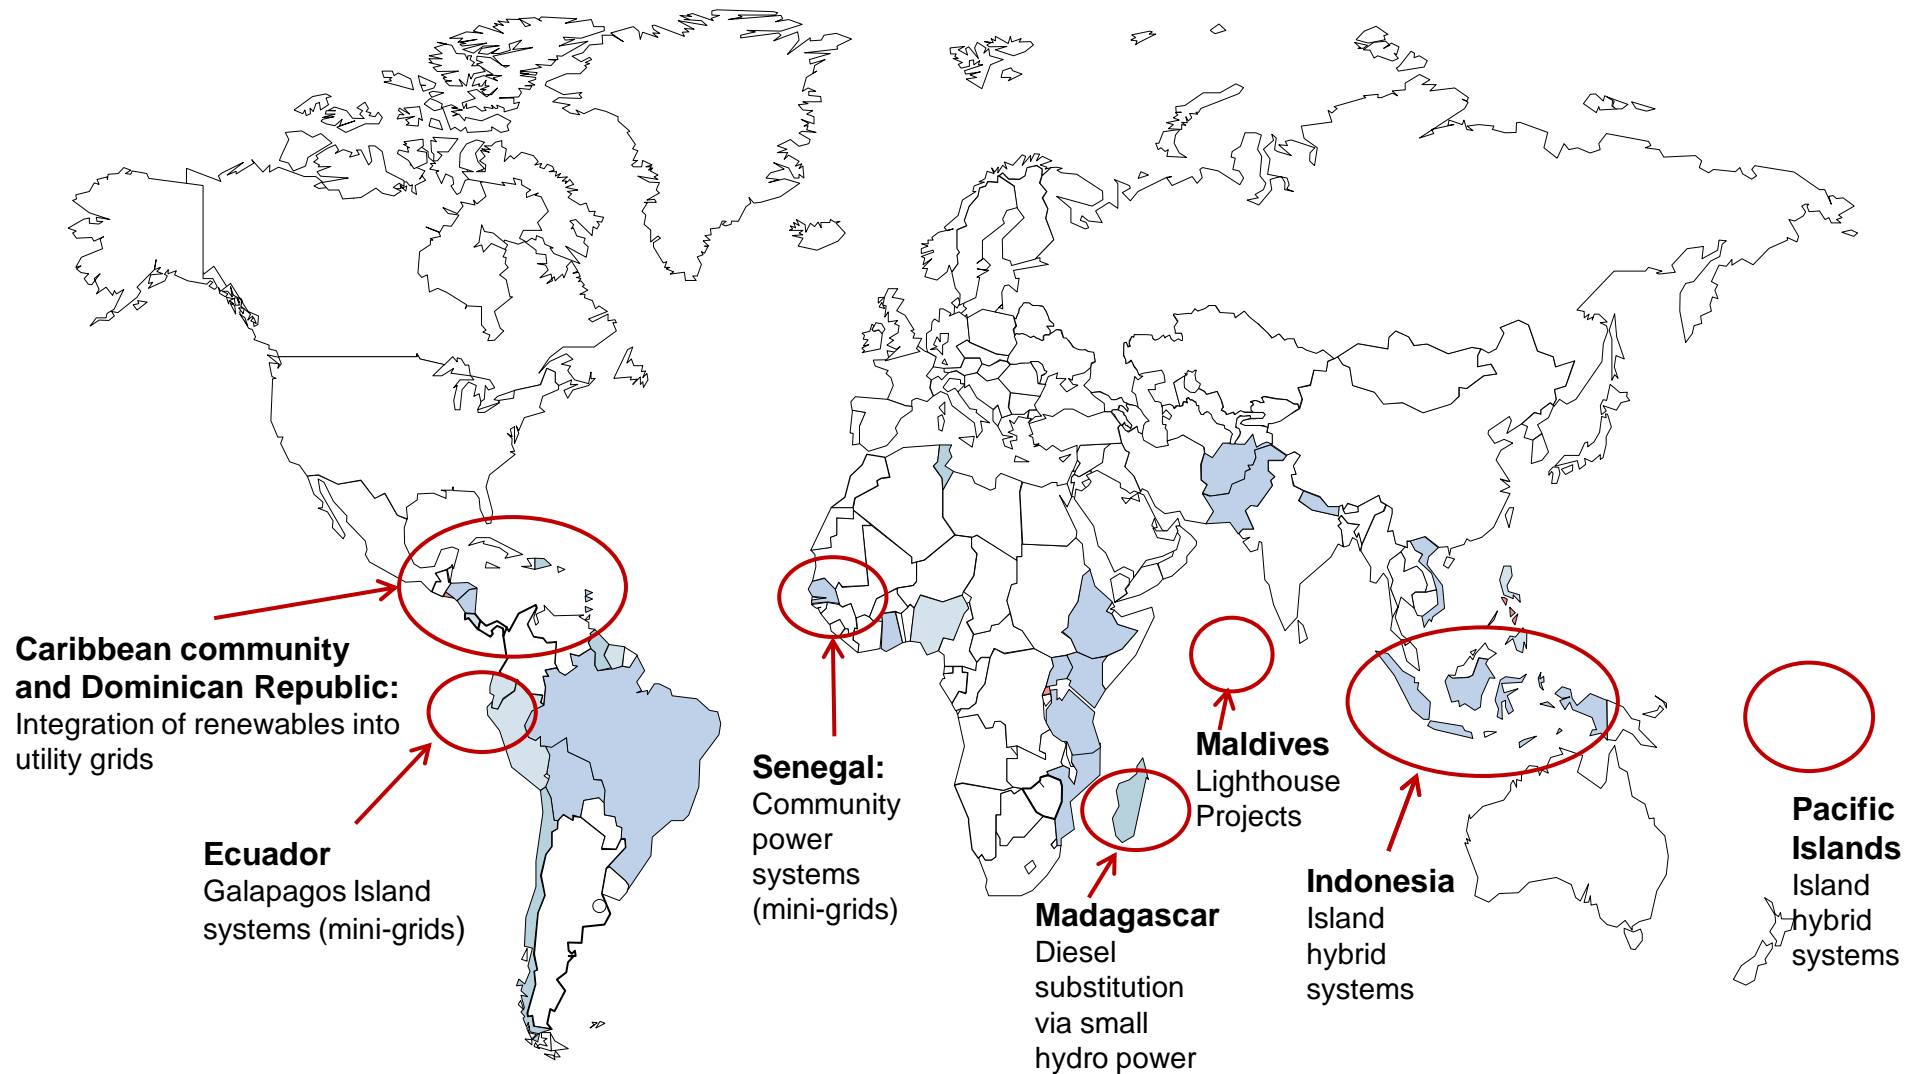 Caribbean community
and Dominican Republic:
Integration of renewables into
utility grids
Ecuador
Galapagos Island
systems (mini-grids)
Senegal:
Community
power
systems
(mini-grids)
Madagascar
Diesel
substitution
via small
hydro power
Maldives
Lighthouse
Projects
Indonesia
Island
hybrid
systems
Pacific
Islands
Island
hybrid
systems